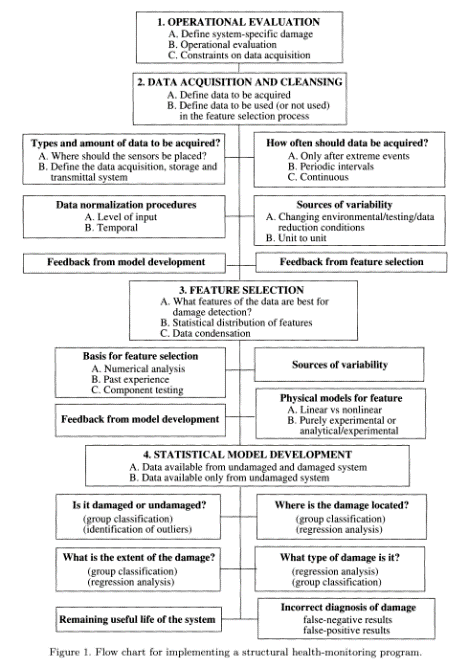 1. OPERATIONAL EVALUATION
A. Define system-specific damage
B. Operational evaluation
C. Constraints on data acquisition
2. DATA ACQUISITION AND CLEANSING
A. Define data to be acquired
B. Define data to be used (or not used)
in the feature selection process
Types and amount of data to be acquired?
A. Where should the sensors be placed?
B. Define the data acquisition, storage and
transmittal system
How often should data be acquired?
A. Only after extreme events
B. Periodic intervals
C. Continuous
Data normalization procedures
A. Level of input
B. Temporal
Sources of variability
A. Changing environmental/testing/data
reduction conditions
B. Unit to unit
Feedback from model development
Feedback from feature selection
3. FEATURE SELECTION
A. What features of the data are best for
damage detection?
B. Statistical distribution of features
C. Data condensation
Basis for feature selection
A. Numerical analysis
B. Past experience
C. Component testing
Sources of variability
Feedback from model development
Physical models for feature
A. Linear vs nonlinear
B. Purely experimental or
analytical/experimental
4. STATISTICAL MODEL DEVELOPMENT
A. Data available from undamaged and damaged system
B. Data available only from undamaged system
Is it damaged or undamaged?
(group classification)
(identification of outliers)
Where is the damage located?
(group classification)
(regression analysis)
What is the extent of the damage?
(group classification)
(regression analysis)
What type of damage is it?
(regression analysis)
(group classification)
Remaining useful life of the system
Incorrect diagnosis of damage
false-negative results
false-positive results
Figure 1. Flow chart for implementing a structural health-monitoring program.